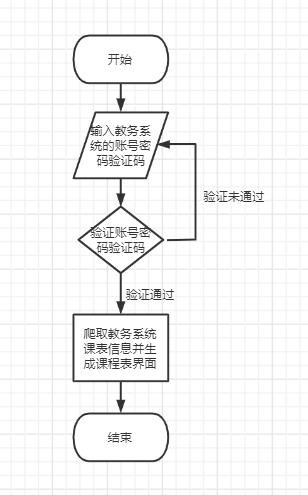 开始
输入教务系
统的账号密
码验证码
验证未通过
验证账号密
码验证码
验证通过
爬取教务系统
课表信息并生
成课程表界面
结束